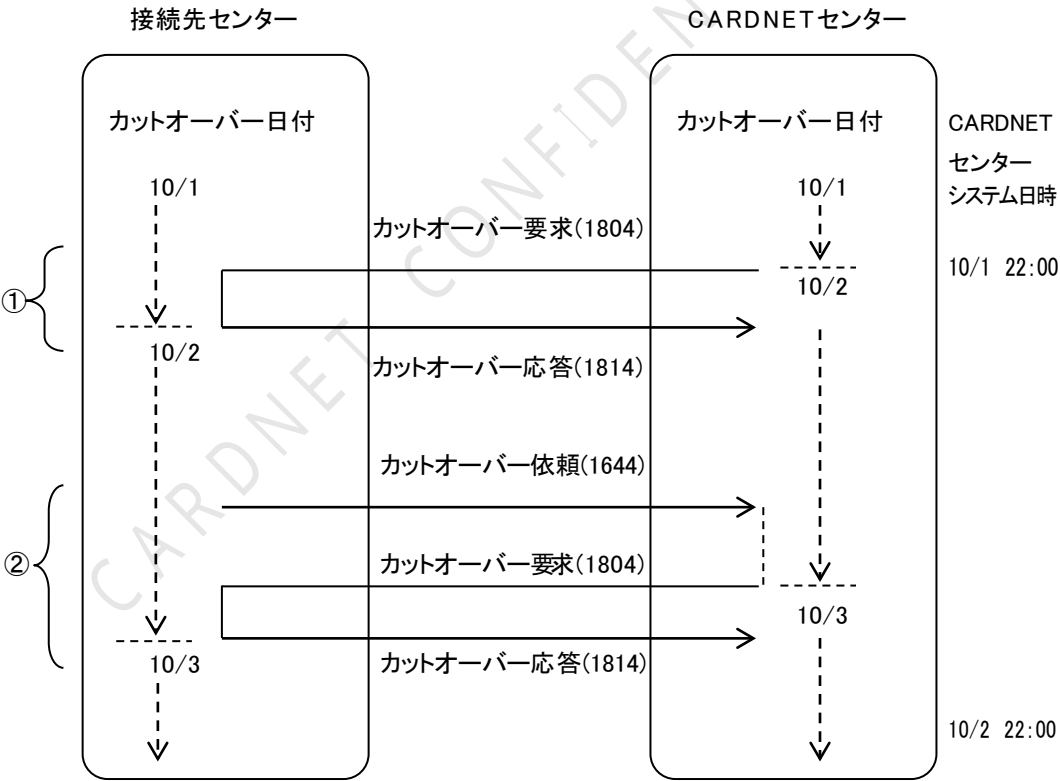 接続先センター
CARDNETセンター
カットオーバー日付
カットオーバー日付
CARDNET
センター
システム日時
10/1
10/1
カットオーバー要求(1804)
10/1 22:00
10/2
①
10/2
カットオーバー応答(1814)
カットオーバー依頼(1644)
②
カットオーバー要求(1804)
10/3
10/3
カットオーバー応答(1814)
10/2 22:00
CARDNET CONFIDEN